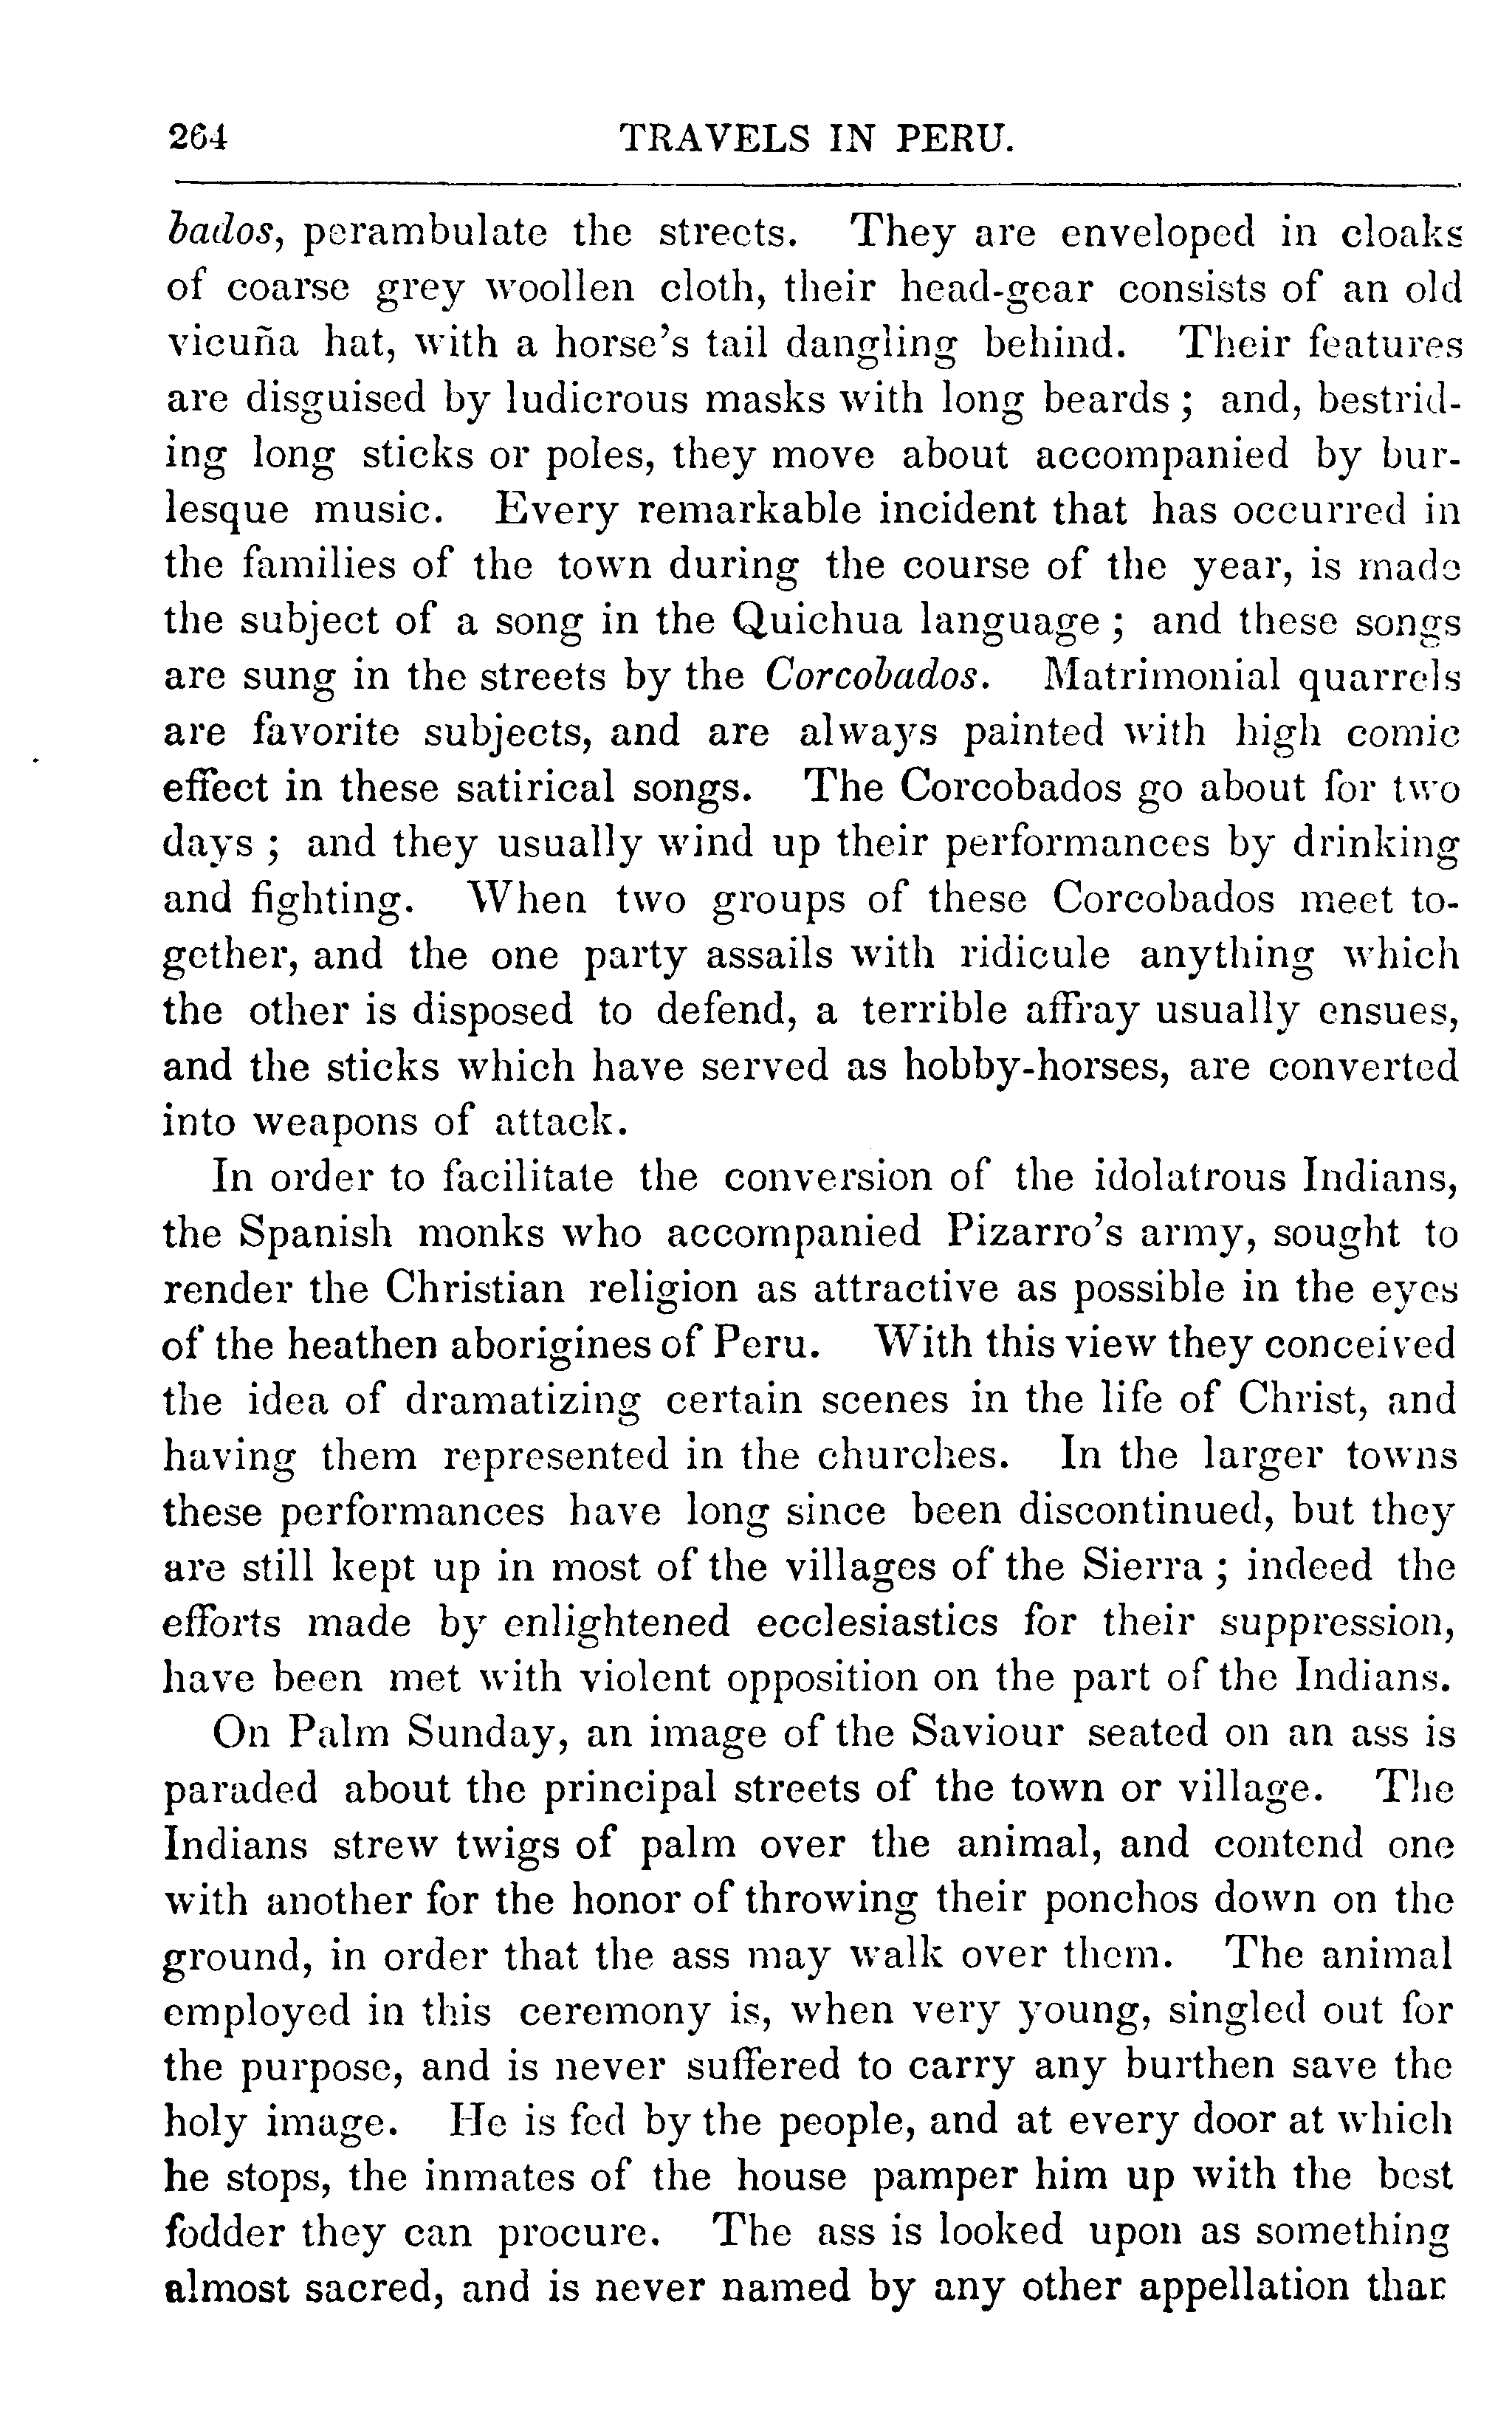 264 TRAVELS IN PERU.
bados, perambulate the streets. They are enveloped in cloaks
of coarse grey woollen cloth, their head-gear consists of an old
vicuña hat, with a horse's tail dangling behind. Their features
are disguised by ludicrous masks with long beards ; and, bestrid-
ing long sticks or poles, they move about accompanied by bur-
lesque music. Every remarkable incident that has occurred in
the families of the town during the course of the year, is made
the subject of a song in the Quichua language ; and these songs
are sung in the streets by the Corcobados. Matrimonial quarrels
are favorite subjects, and are always painted with high comic
effect in these satirical songs. The Corcobados go about for two
days ; and they usually wind up their performances by drinking
and fighting. When two groups of these Corcobados meet to-
gether, and the one party assails with ridicule anything which
the other is disposed to defend, a terrible affray usually ensues,
and the sticks which have served as hobby-horses, are converted
into weapons of attack.
In order to facilitate the conversion of the idolatrous Indians,
the Spanish monks who accompanied Pizarro's army, sought to
render the Christian religion as attractive as possible in the eyes
of the heathen aborigines of Peru. With this view they conceived
the idea of dramatizing certain scenes in the life of Christ, and
having them represented in the churches. In the larger towns
these performances have long since been discontinued, but they
are still kept up in most of the villages of the Sierra ; indeed the
efforts made by enlightened ecclesiastics for their suppression,
have been met with violent opposition on the part of the Indians.
On Palm Sunday, an image of the Saviour seated on an ass is
paraded about the principal streets of the town or village. The
Indians strew twigs of palm over the animal, and contend one
with another for the honor of throwing their ponchos down on the
ground, in order that the ass may walk over them. The animal
employed in this ceremony is, when very young, singled out for
the purpose, and is never suffered to carry any burthen save the
holy image. He is fed by the people, and at every door at which
he stops, the inmates of the house pamper him up with the best
fodder they can procure. The ass is looked upon as something
almost sacred, and is never named by any other appellation than